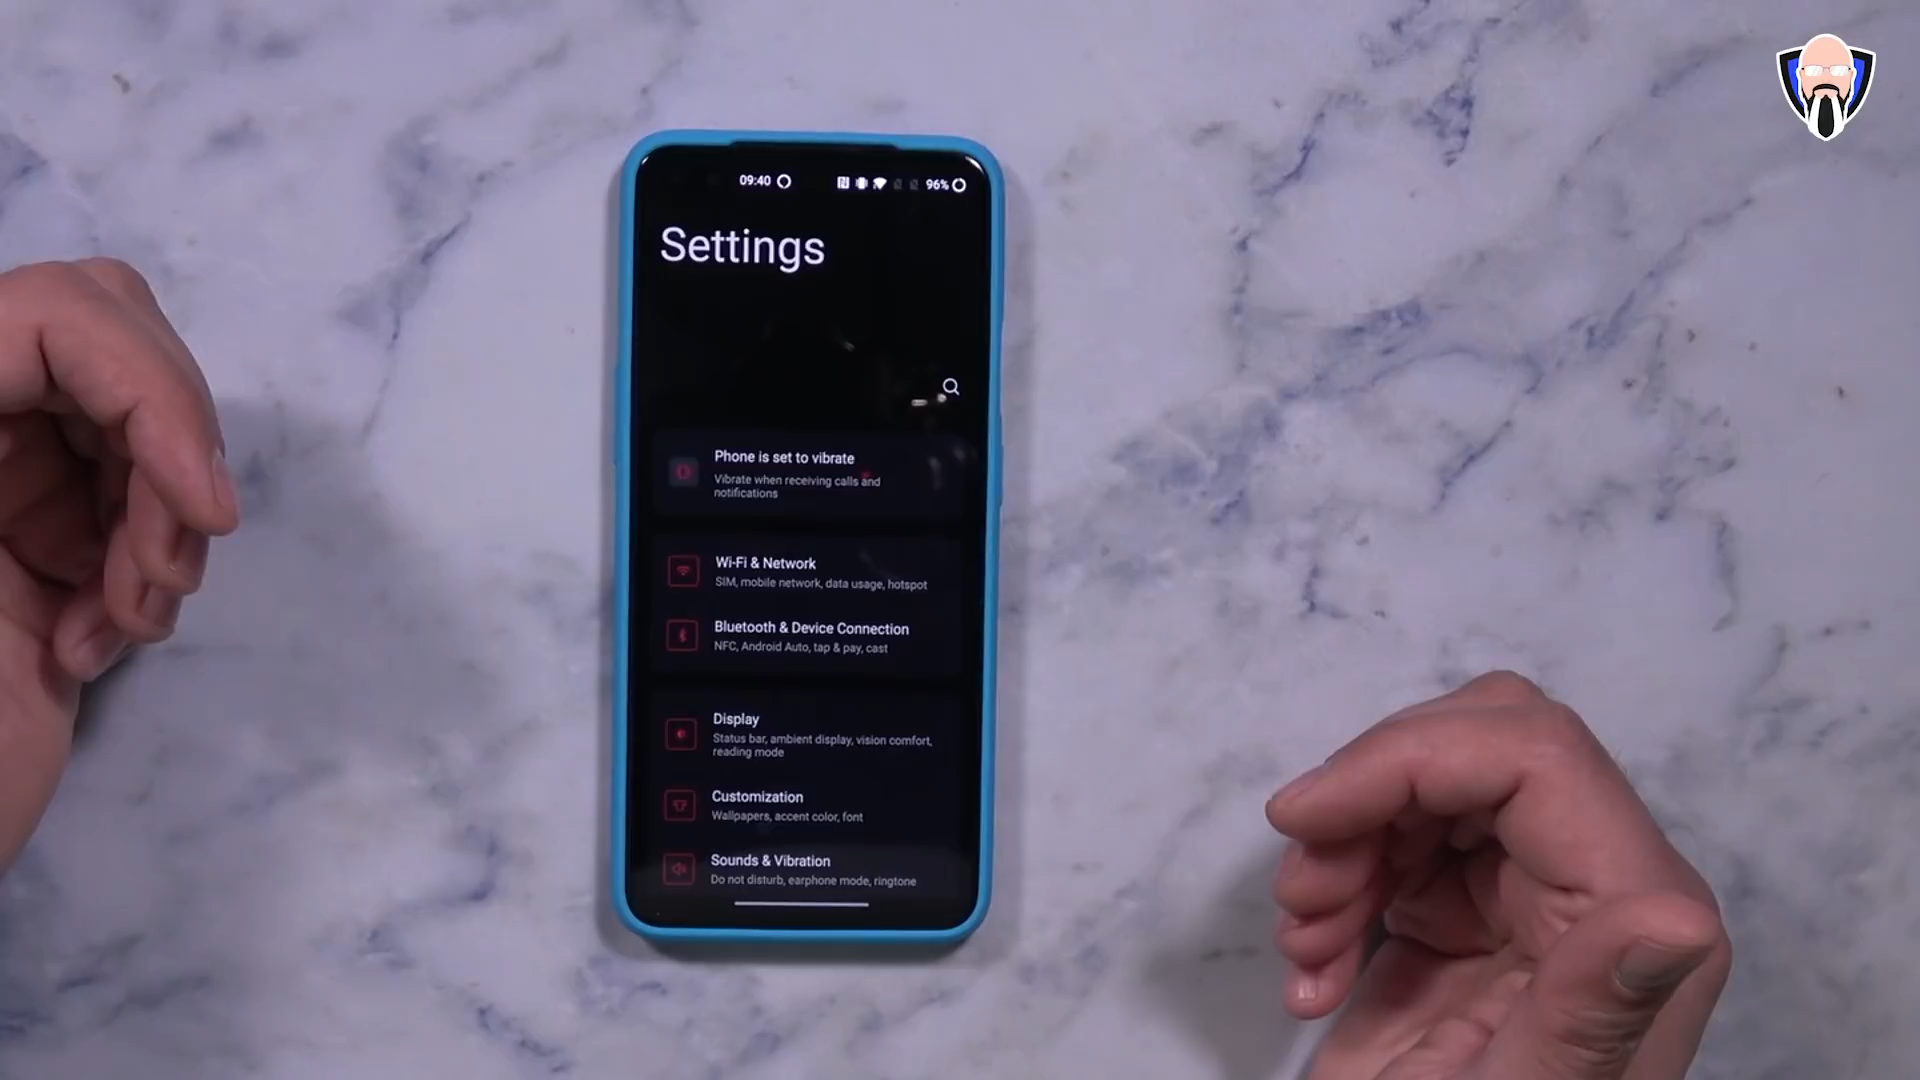 09:40
96%
Settings
Phone is set to vibrate
Vibrate when receiving calls and
notifications
Wi-Fi & Network
SIM, mobile network, data usage, hotspot
Bluetooth & Device Connection
NFC, Android Auto, tap & pay, cast
Display
Status bar, ambient display, vision comfort,
reading mode
Customization
Wallpapers, accent color, font
Sounds & Vibration
Do not disturb, earphone mode, ringtone